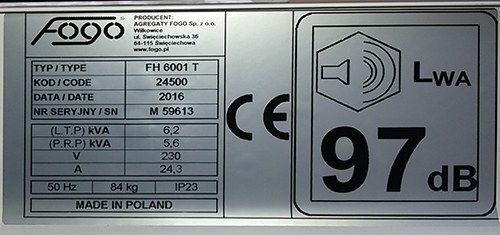 FOGO
PRODUCENT:
AGREGATY FOGO Sp. z o.o.
Wilkowice
ul. Święciechowska 36
64-115 Święciechowa
www.fogo.pl
TYP / TYPE FH 6001 T
KOD / CODE 24500
DATA / DATE 2016
NR SERYJNY / SN M 59613
(L.T.P) kVA 6,2
(P.R.P) kVA 5,6
V 230
A 24,3
50 Hz 84 kg IP23
MADE IN POLAND
CE
LWA
97 dB